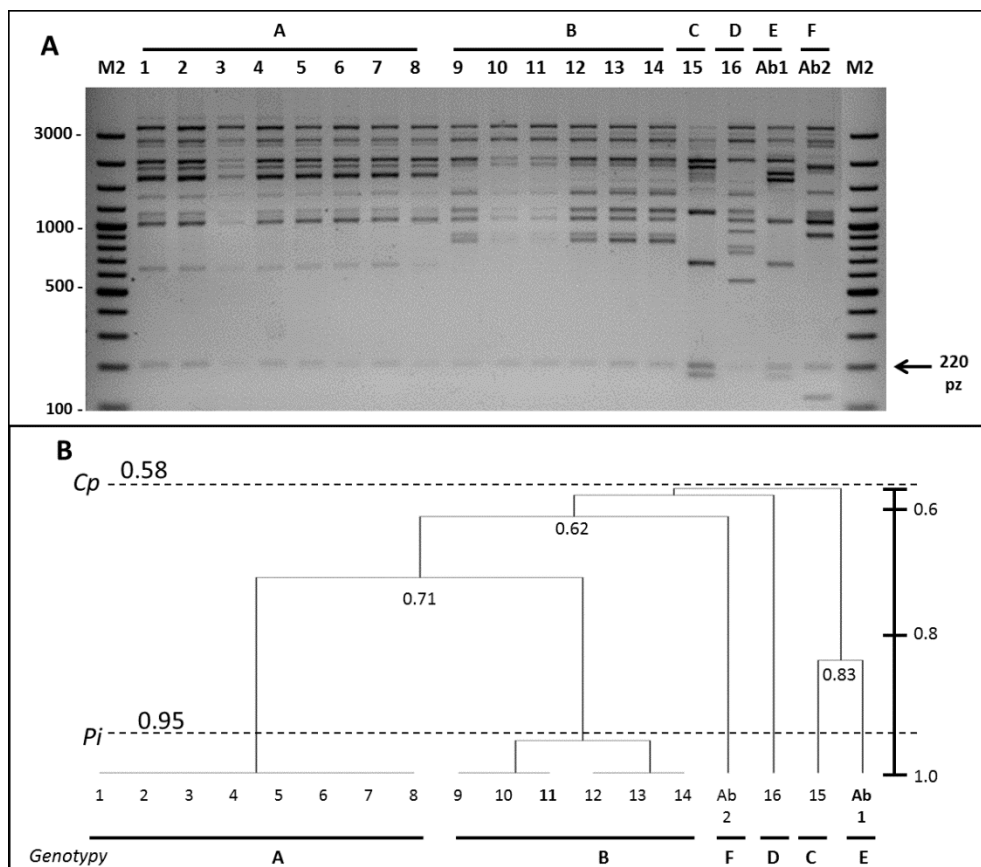 A
A B C D E F
M2 1 2 3 4 5 6 7 8 9 10 11 12 13 14 15 16 Ab1 Ab2 M2
3000 -
1000 -
500 -
220
pz
100 -
B
0.58
Cp
0.6
0.62
0.71
0.8
0.83
0.95
Pi
1.0
1 2 3 4 5 6 7 8 9 10 11 12 13 14 Ab 16 15 Ab
2 1
Genotypy A B F D C E